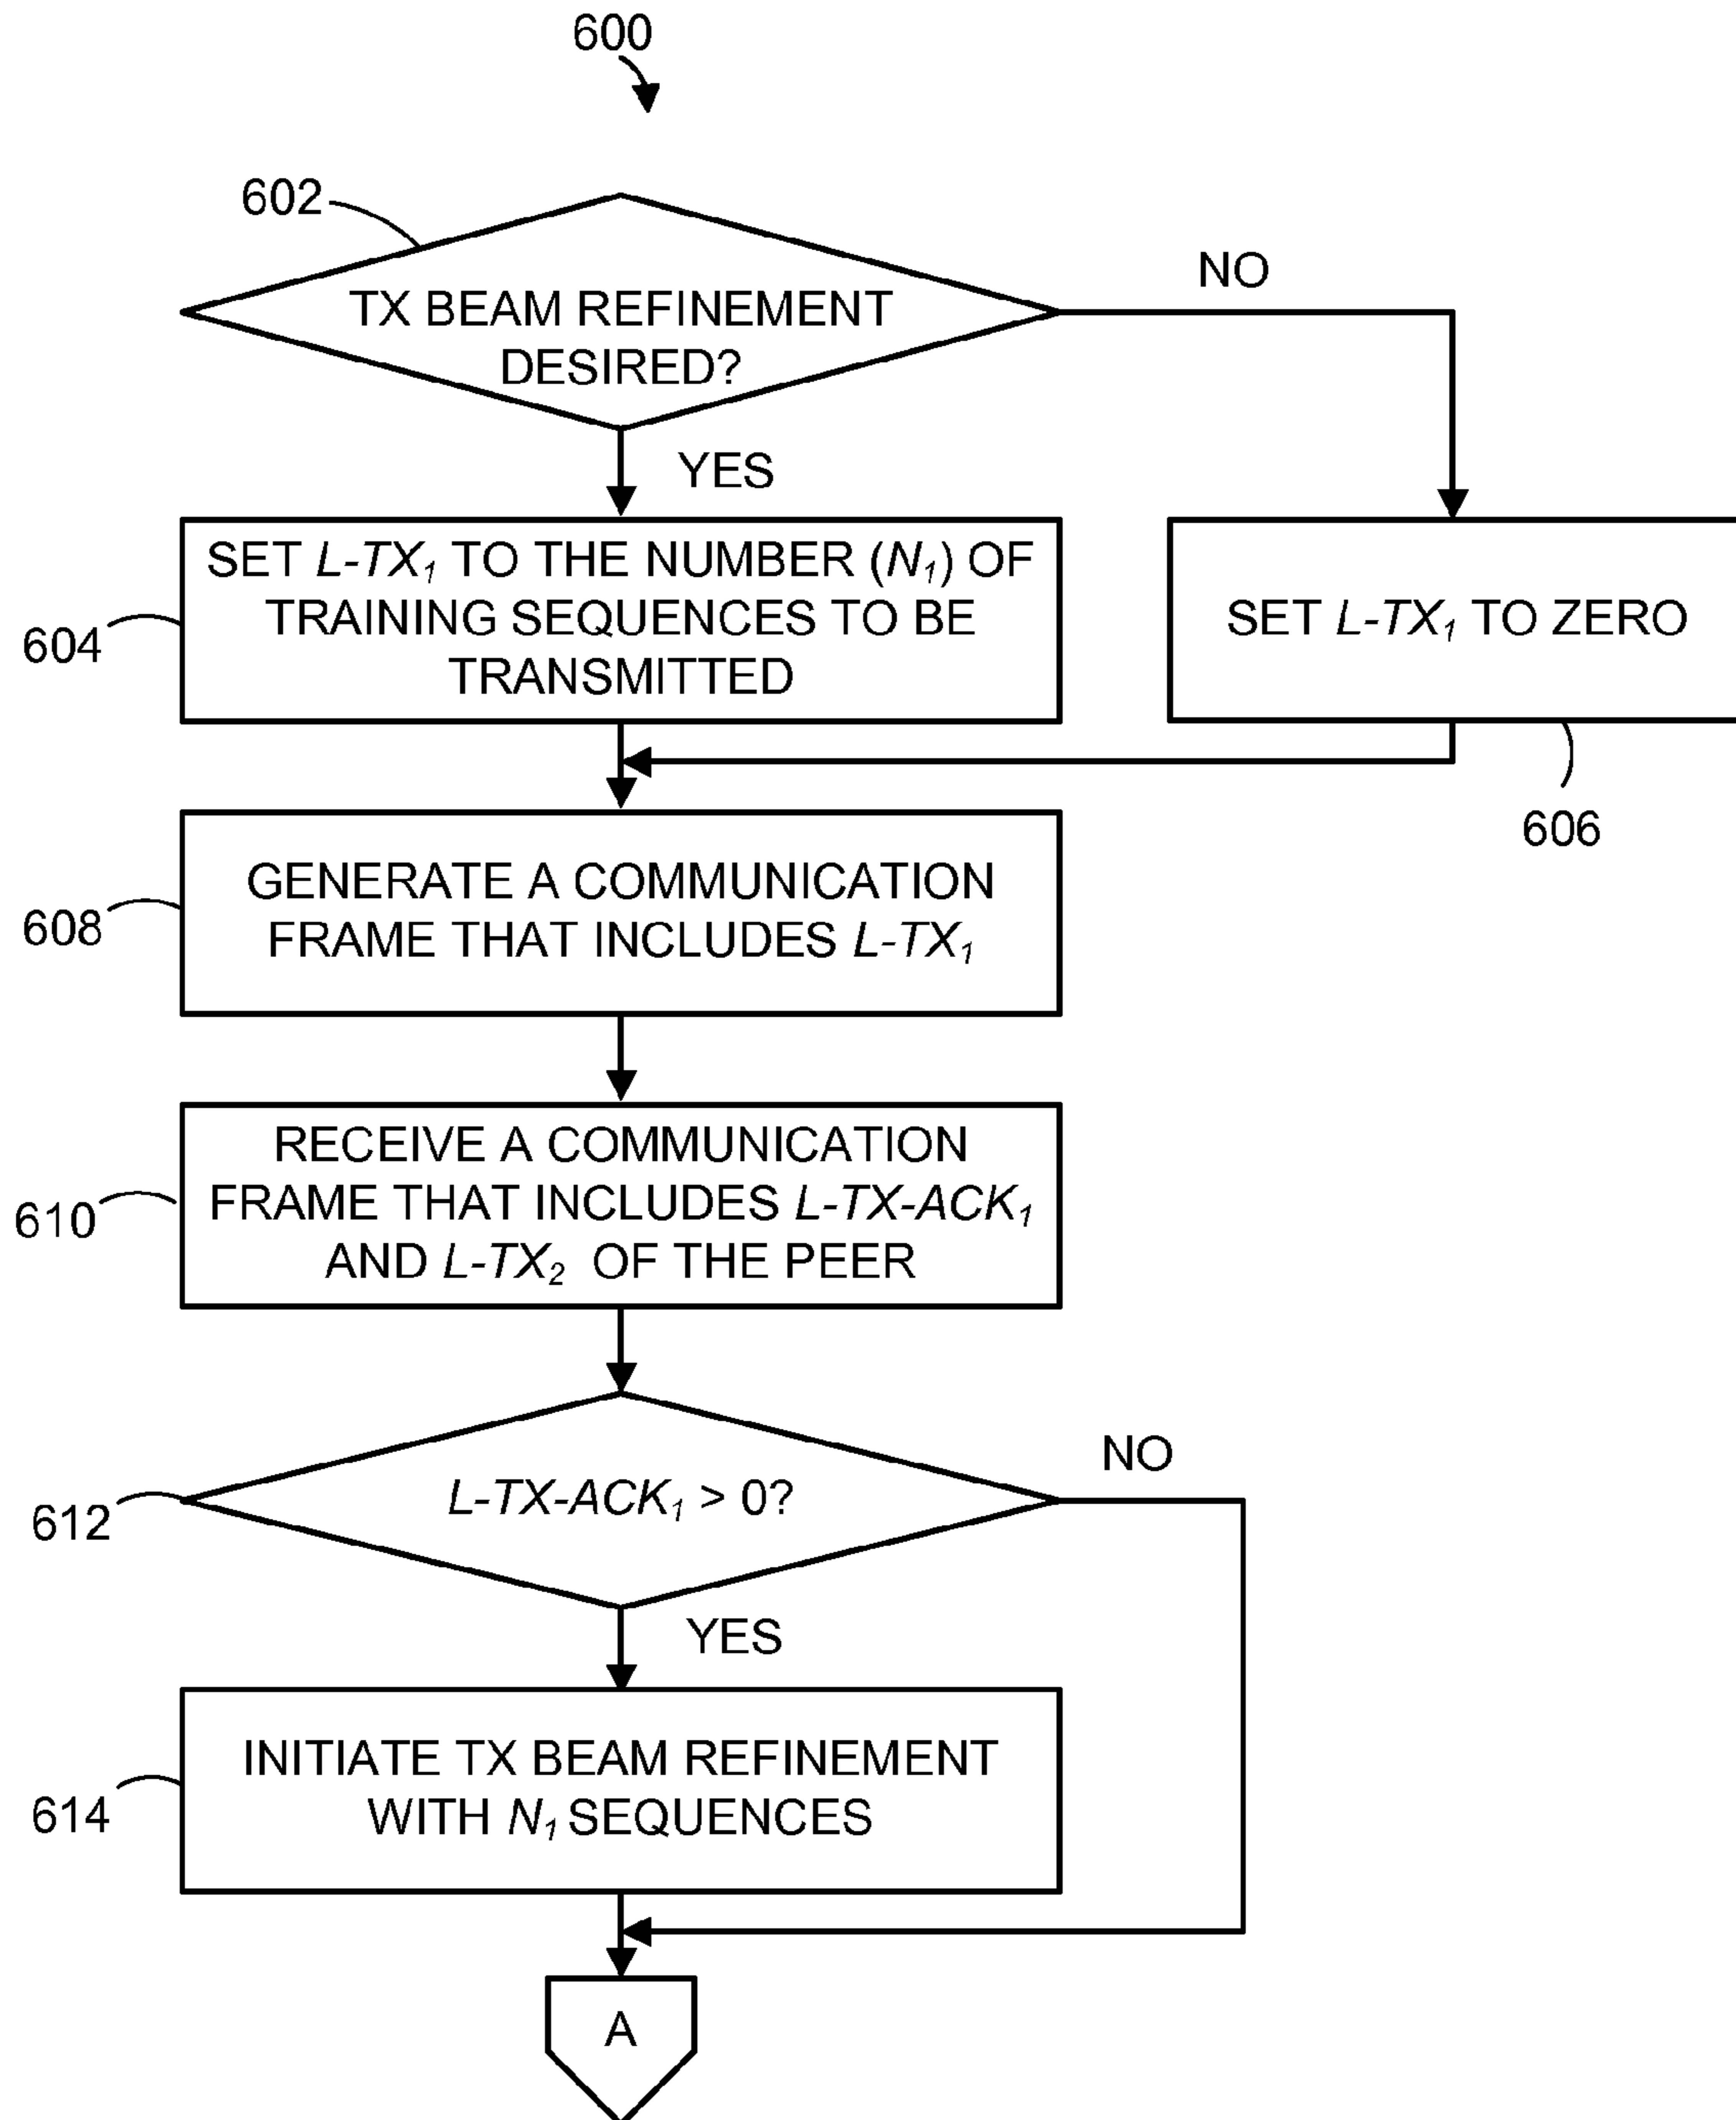 600
602
TX BEAM REFINEMENT
DESIRED?
NO
YES
604
SET L-TX₁ TO THE NUMBER (N₁) OF
TRAINING SEQUENCES TO BE
TRANSMITTED
SET L-TX₁ TO ZERO
606
608
GENERATE A COMMUNICATION
FRAME THAT INCLUDES L-TX₁
610
RECEIVE A COMMUNICATION
FRAME THAT INCLUDES L-TX-ACK₁
AND L-TX₂ OF THE PEER
612
L-TX-ACK₁ > 0?
NO
YES
614
INITIATE TX BEAM REFINEMENT
WITH N₁ SEQUENCES
A